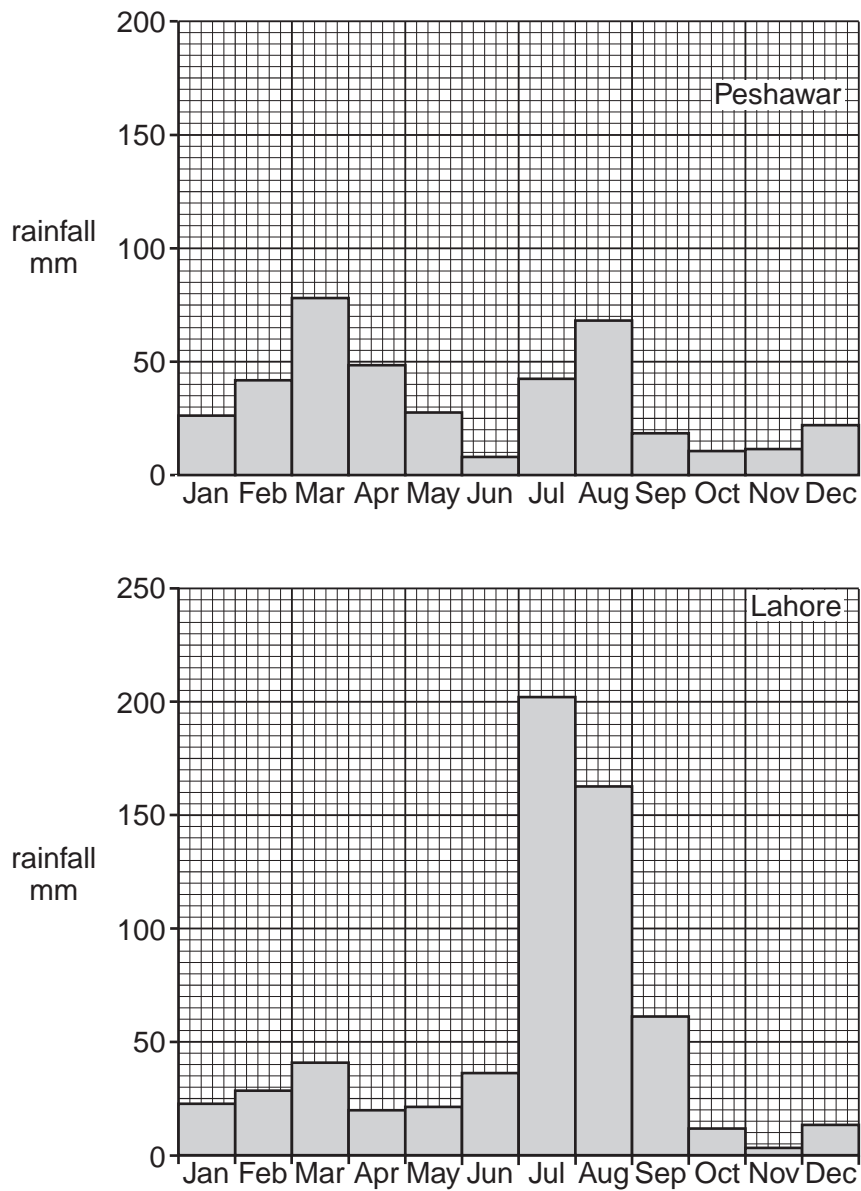 200
Peshawar
150
rainfall
mm
100
50
0
Jan Feb Mar Apr May Jun Jul Aug Sep Oct Nov Dec
250
Lahore
200
150
rainfall
mm
100
50
0
Jan Feb Mar Apr May Jun Jul Aug Sep Oct Nov Dec